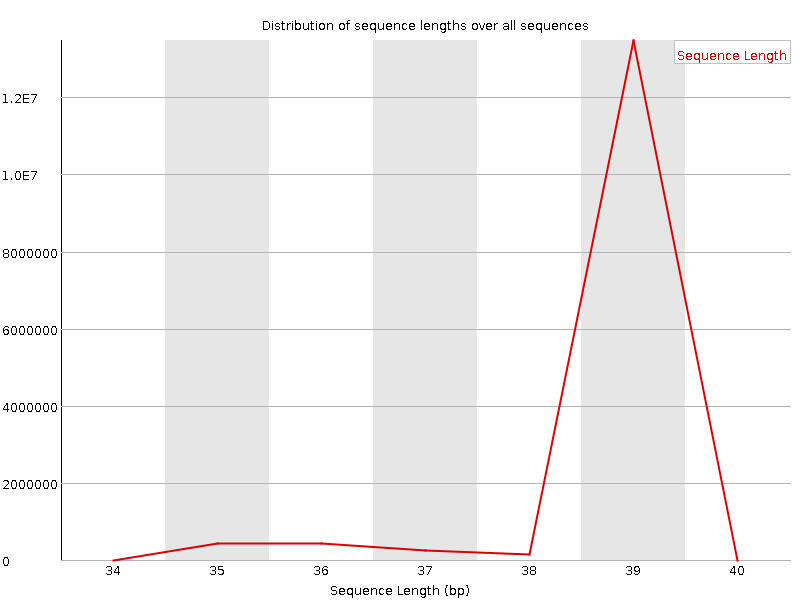 Distribution of sequence lengths over all sequences
Sequence Length
1.2E7
1.0E7
8000000
6000000
4000000
2000000
0
34 35 36 37 38 39 40
Sequence Length (bp)